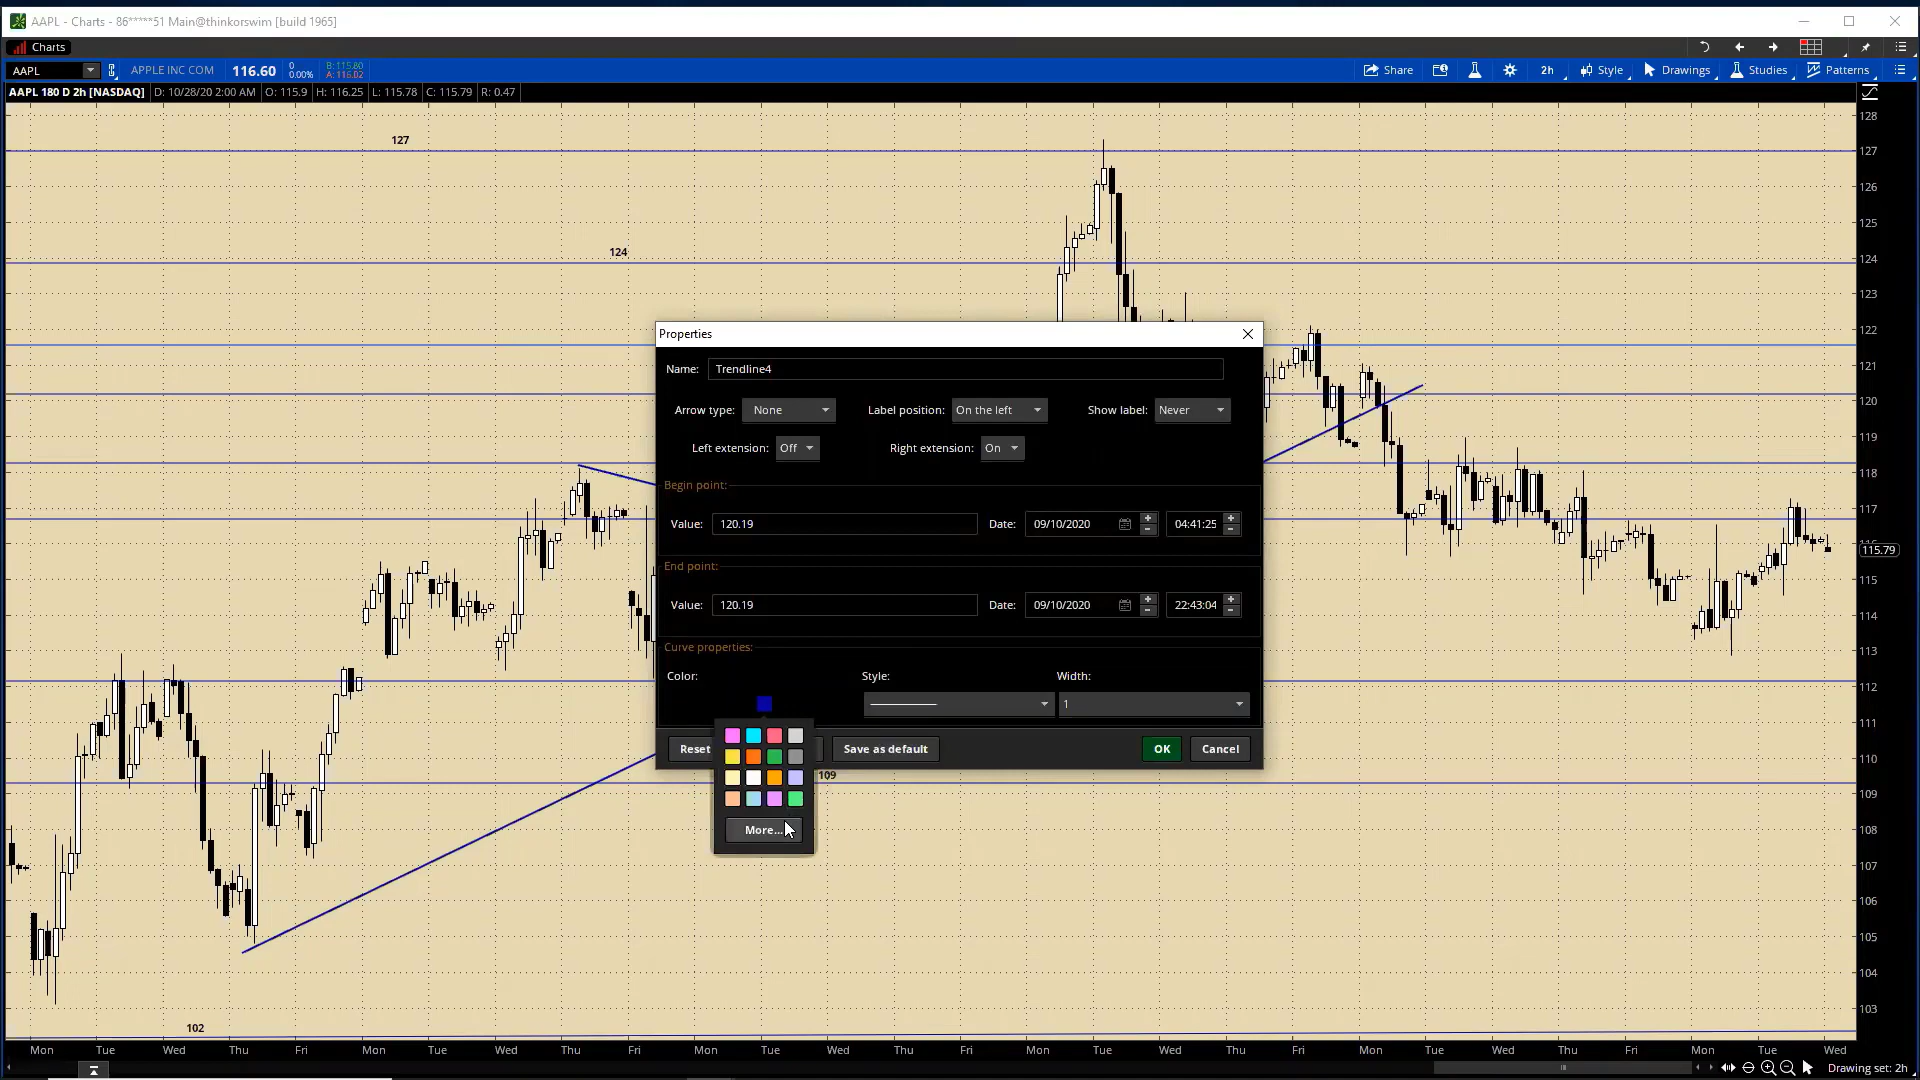 AAPL - Charts - 86*****51 Main@thinkorswim [build 1965]
Charts
AAPL APPLE INC COM 116.60 0 0.00% B: 115.80 A: 116.02 Share 2h Style Drawings Studies Patterns
AAPL 180 D 2h [NASDAQ] D: 10/28/20 2:00 AM O: 115.9 H: 116.25 L: 115.78 C: 115.79 R: 0.47
128
127
127
126
125
124
124
123
122
121
120
119
118
117
116
115.79
115
114
113
112
111
110
109
108
107
106
105
104
103
Properties
Name: Trendline4
Arrow type: None Label position: On the left Show label: Never
Left extension: Off Right extension: On
Begin point:
Value: 120.19 Date: 09/10/2020 04:41:25
End point:
Value: 120.19 Date: 09/10/2020 22:43:04
Curve properties:
Color: Style: Width:
1
Reset Save as default OK Cancel
109
More...
102
Mon Tue Wed Thu Fri Mon Tue Wed Thu Fri Mon Tue Wed Thu Fri Mon Tue Wed Thu Fri Mon Tue Wed Thu Fri Mon Tue Wed
Drawing set: 2h